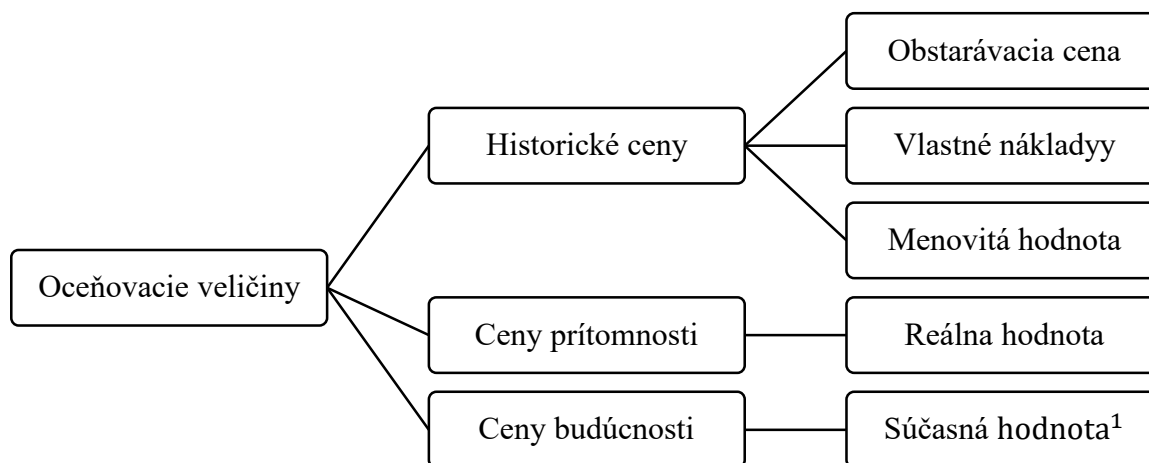 Obstarávacia cena
Historické ceny
Vlastné nákladyy
Menovitá hodnota
Oceňovacie veličiny
Ceny prítomnosti
Reálna hodnota
Ceny budúcnosti
Súčasná hodnota¹